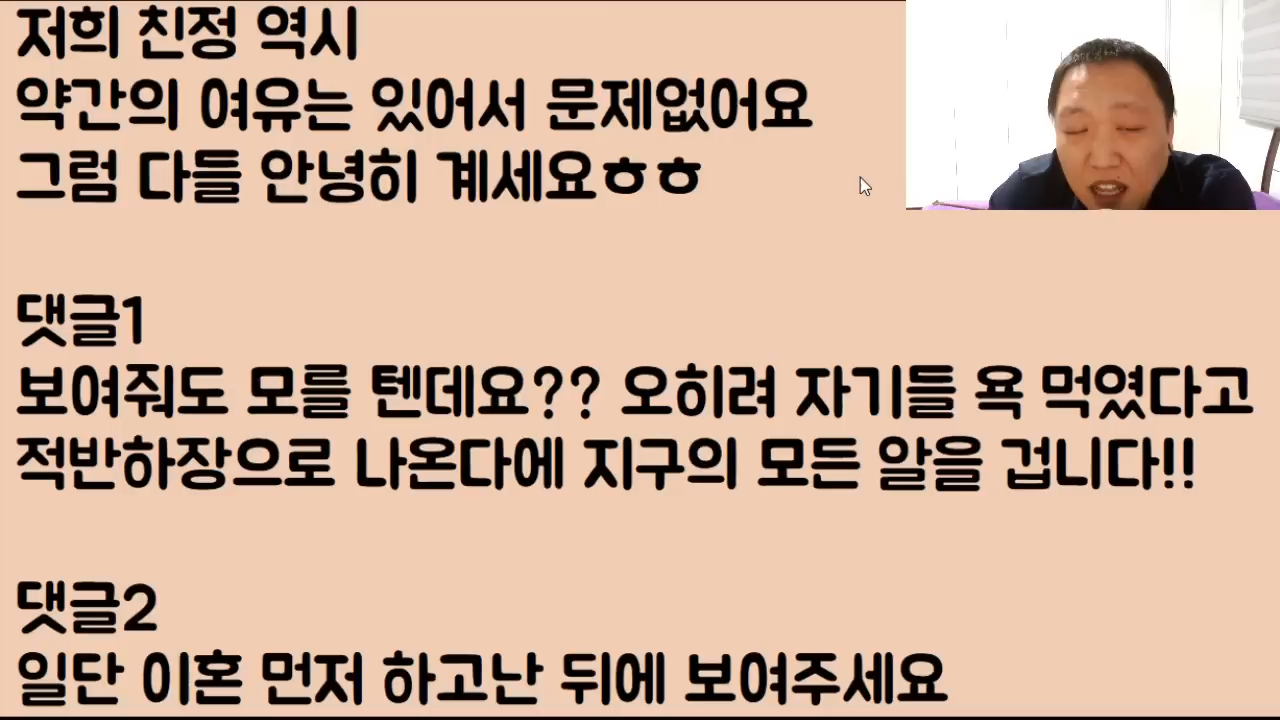 저희 친정 역시
약간의 여유는 있어서 문제없어요
그럼 다들 안녕히 계세요ㅎㅎ
댓글1
보여줘도 모를 텐데요?? 오히려 자기들 욕 먹였다고
적반하장으로 나온다에 지구의 모든 알을 겁니다!!
댓글2
일단 이혼 먼저 하고난 뒤에 보여주세요